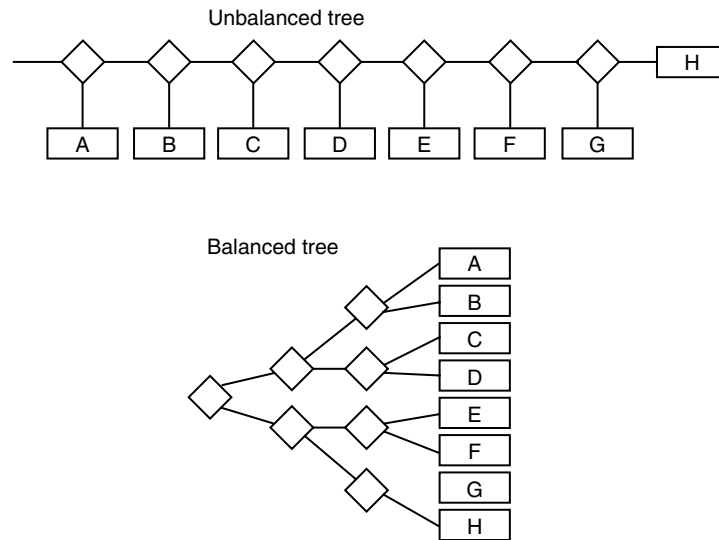 Unbalanced tree
H
A B C D E F G
Balanced tree
A
B
C
D
E
F
G
H